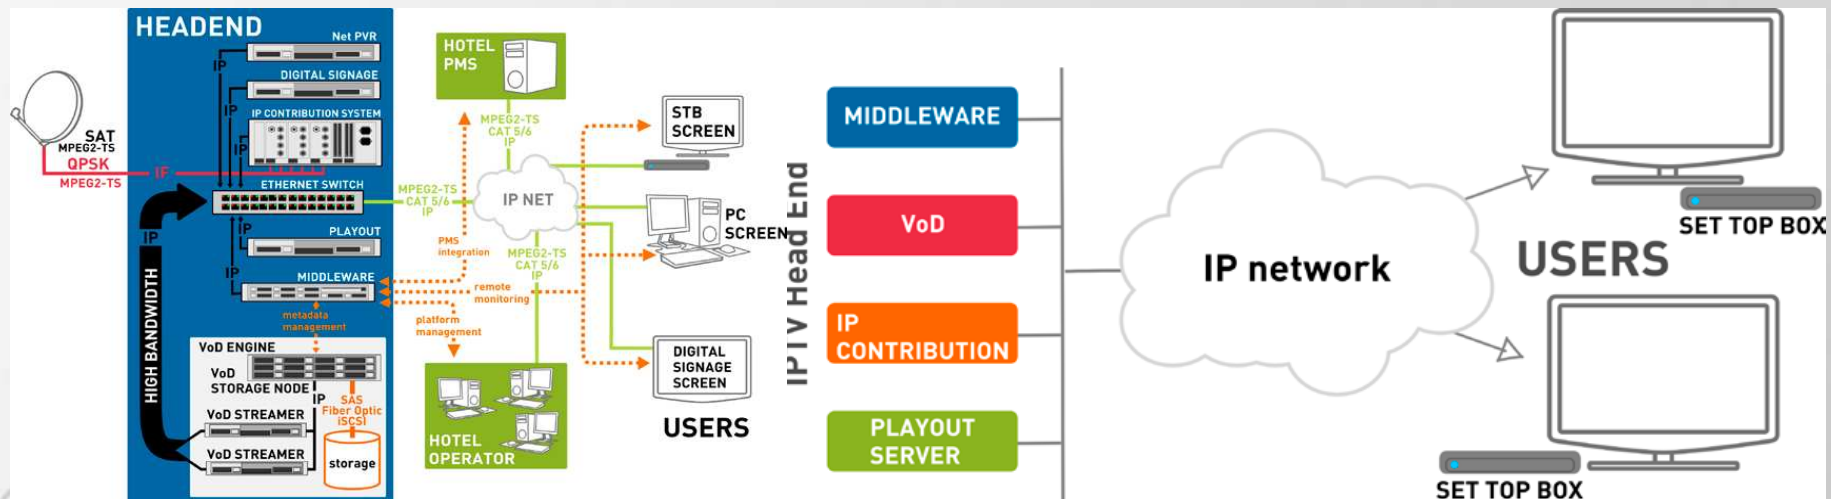 HEADEND
Net PVR
IP
DIGITAL SIGNAGE
IP
IP CONTRIBUTION SYSTEM
IP
SAT
MPEG2-TS
QPSK
MPEG2-TS
IF
ETHERNET SWITCH
IP
IP
PLAYOUT
IP
MIDDLEWARE
HIGH BANDWIDTH
metadata
management
VoD ENGINE
VoD
STORAGE NODE
IP
SAS
Fiber Optic
iSCSI
VoD STREAMER
VoD STREAMER
storage
HOTEL
PMS
MPEG2-TS
CAT 5/6
IP
MPEG2-TS
CAT 5/6
IP
IP NET
PMS
integration
MPEG2-TS
CAT 5/6
IP
remote
monitoring
platform
management
HOTEL
OPERATOR
STB
SCREEN
PC
SCREEN
DIGITAL
SIGNAGE
SCREEN
USERS
IPTV Head End
MIDDLEWARE
VoD
IP
CONTRIBUTION
PLAYOUT
SERVER
IP network
SET TOP BOX
USERS
SET TOP BOX